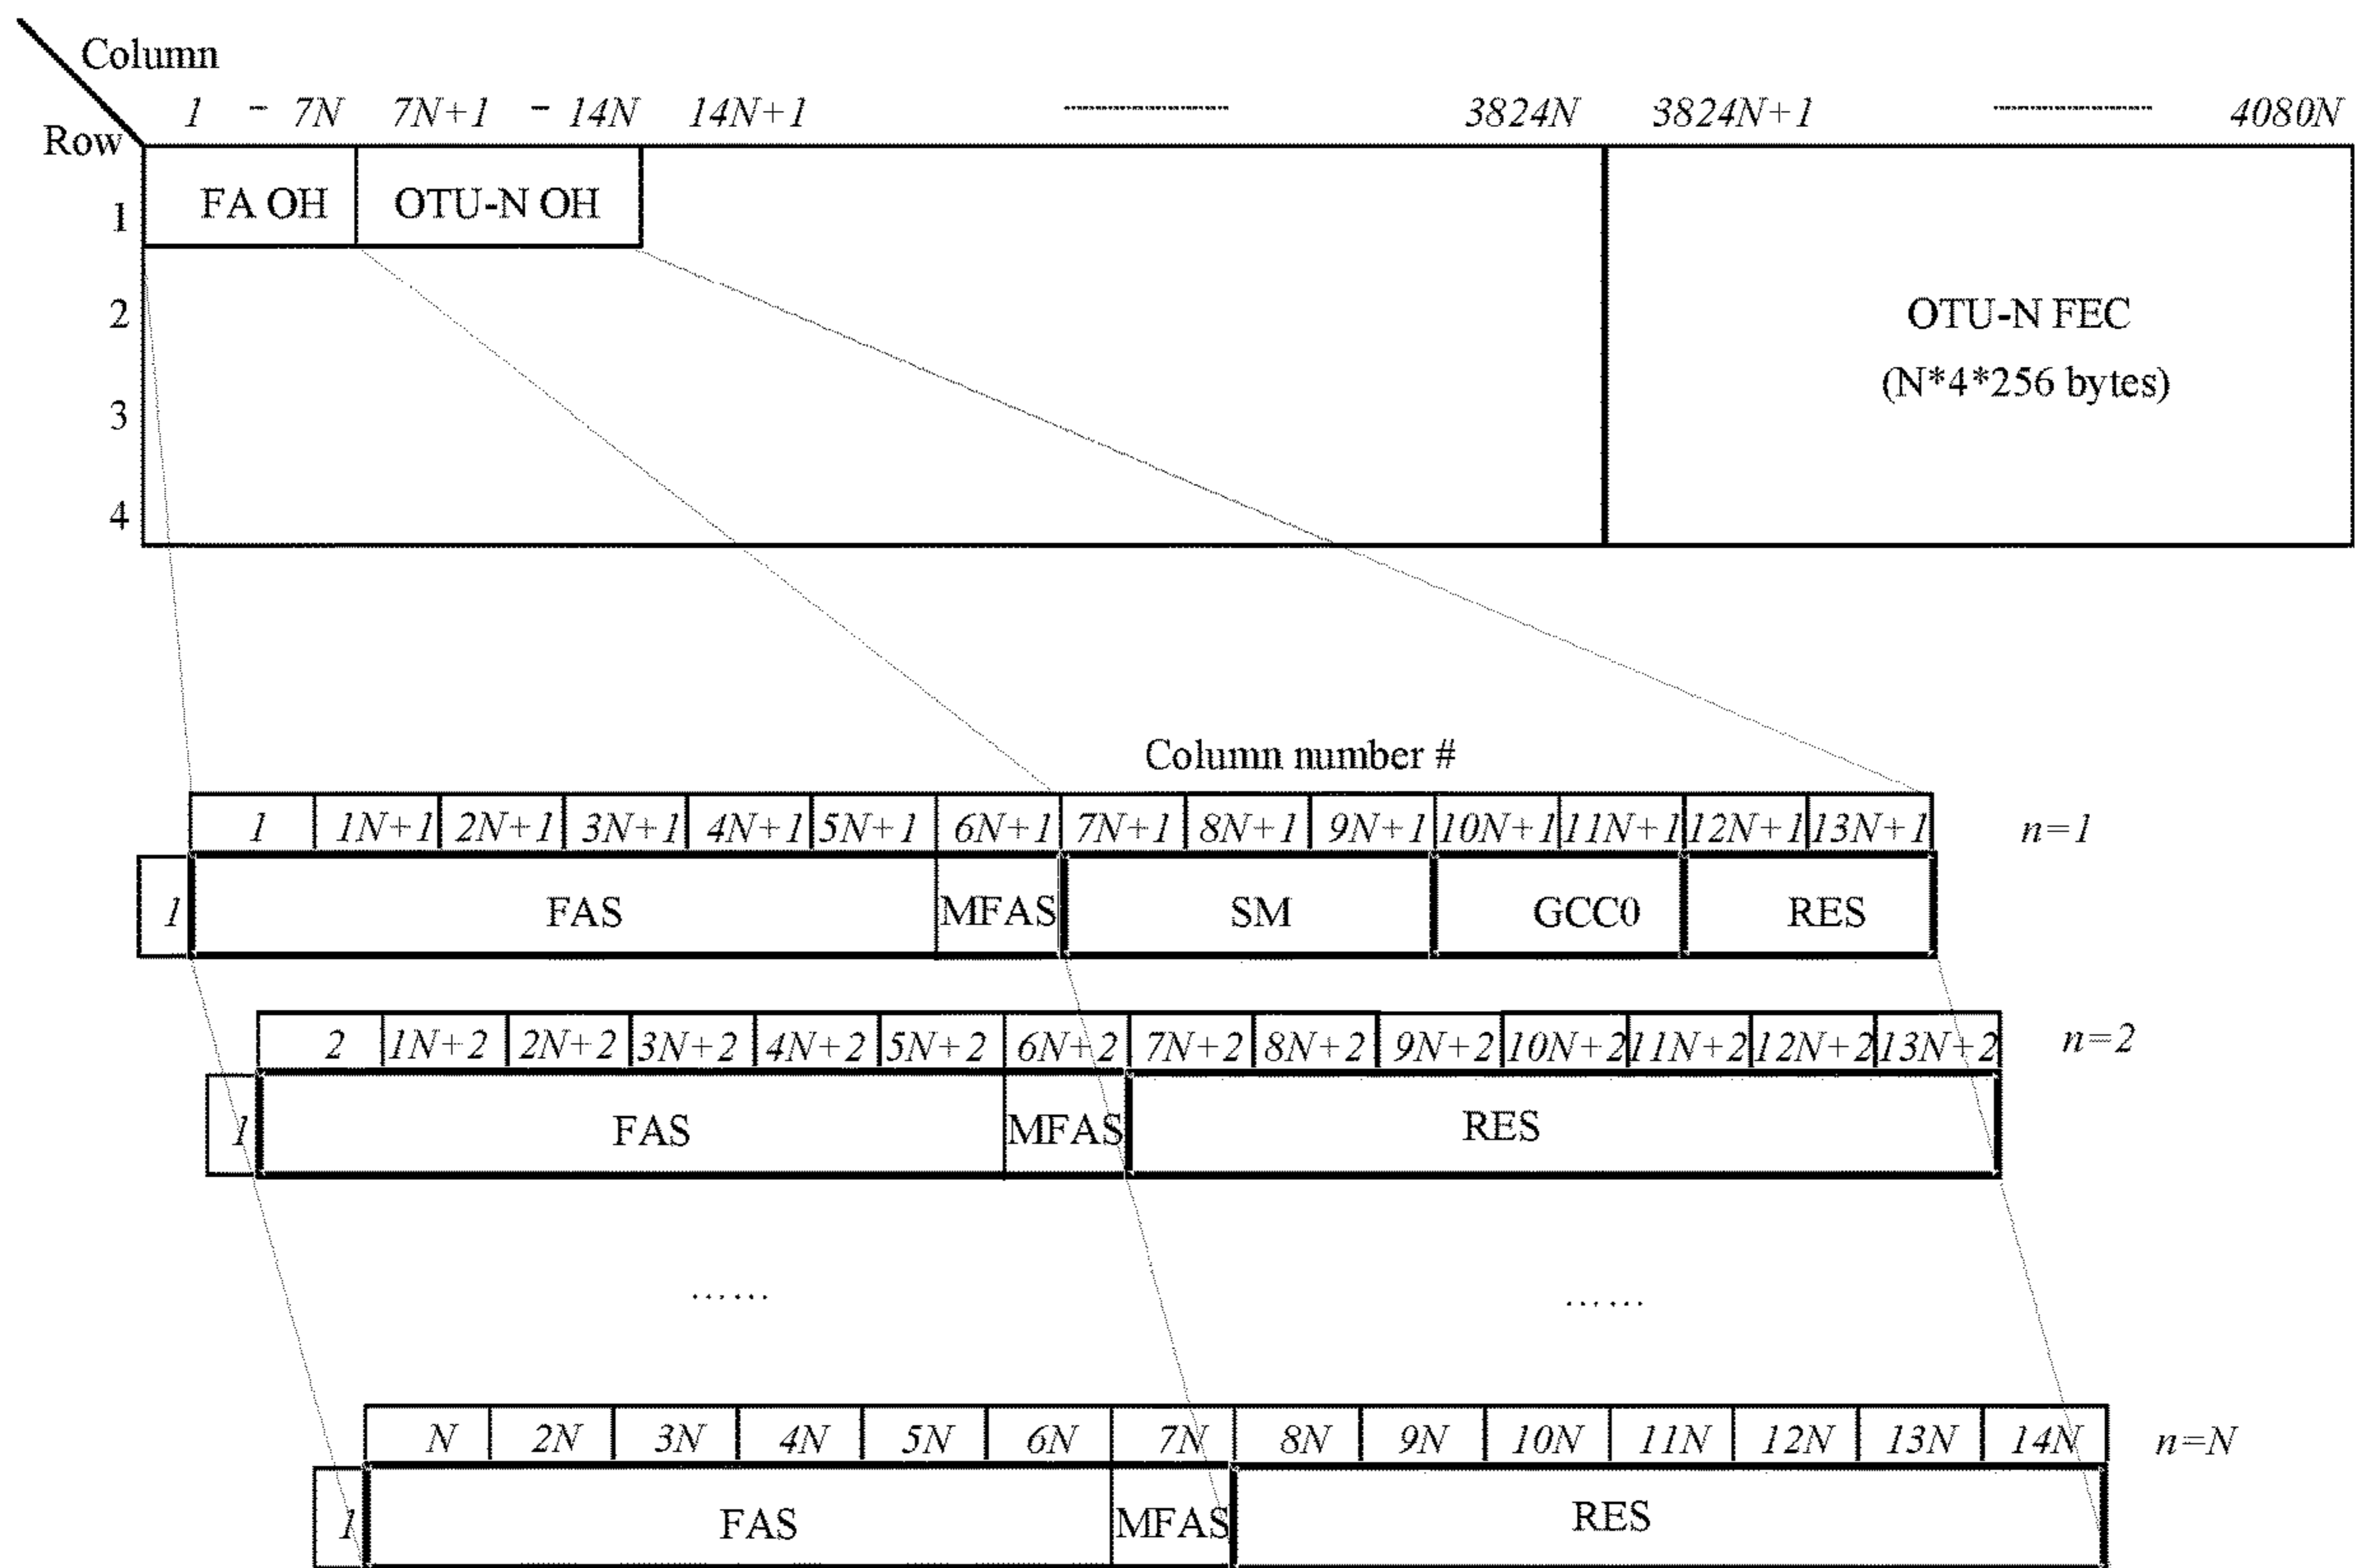 Column
1 - 7N 7N+1 - 14N 14N+1 ---------- 3824N 3824N+1 ---------- 4080N
Row
1 FA OH OTU-N OH
2 OTU-N FEC
(N*4*256 bytes)
3
4
Column number #
1 1N+1 2N+1 3N+1 4N+1 5N+1 6N+1 7N+1 8N+1 9N+1 10N+1 11N+1 12N+1 13N+1 n=1
1 FAS MFAS SM GCC0 RES
2 1N+2 2N+2 3N+2 4N+2 5N+2 6N+2 7N+2 8N+2 9N+2 10N+2 11N+2 12N+2 13N+2 n=2
1 FAS MFAS RES
...... ......
N 2N 3N 4N 5N 6N 7N 8N 9N 10N 11N 12N 13N 14N n=N
1 FAS MFAS RES